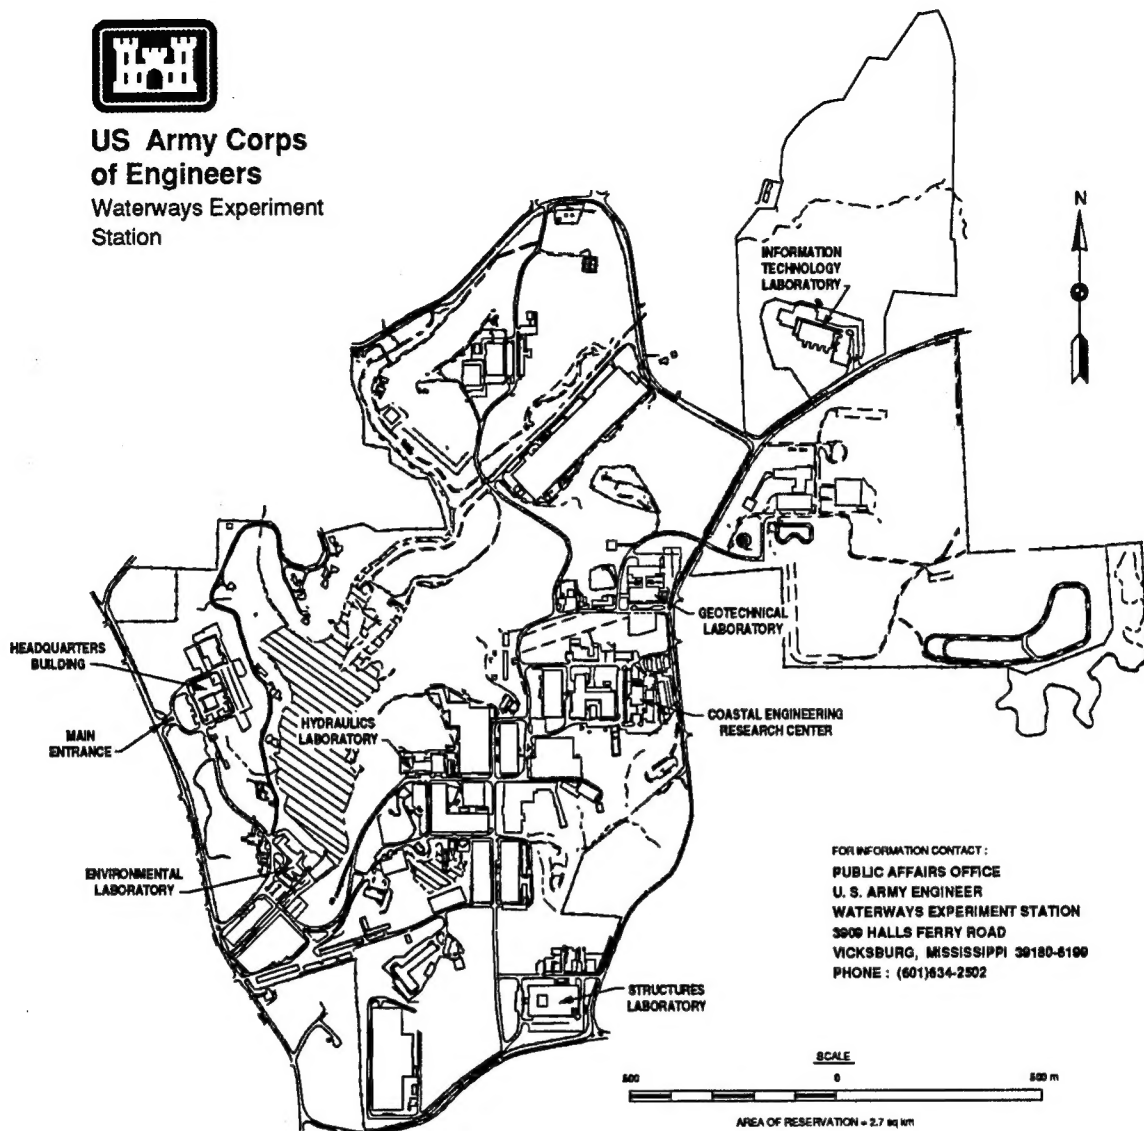 US Army Corps
of Engineers
Waterways Experiment
Station
N
INFORMATION
TECHNOLOGY
LABORATORY
GEOTECHNICAL
LABORATORY
HEADQUARTERS
BUILDING
MAIN
ENTRANCE
HYDRAULICS
LABORATORY
COASTAL ENGINEERING
RESEARCH CENTER
ENVIRONMENTAL
LABORATORY
STRUCTURES
LABORATORY
FOR INFORMATION CONTACT :
PUBLIC AFFAIRS OFFICE
U. S. ARMY ENGINEER
WATERWAYS EXPERIMENT STATION
3909 HALLS FERRY ROAD
VICKSBURG, MISSISSIPPI 39180-6199
PHONE : (601)634-2502
SCALE
500 0 500 m
AREA OF RESERVATION = 2.7 sq km